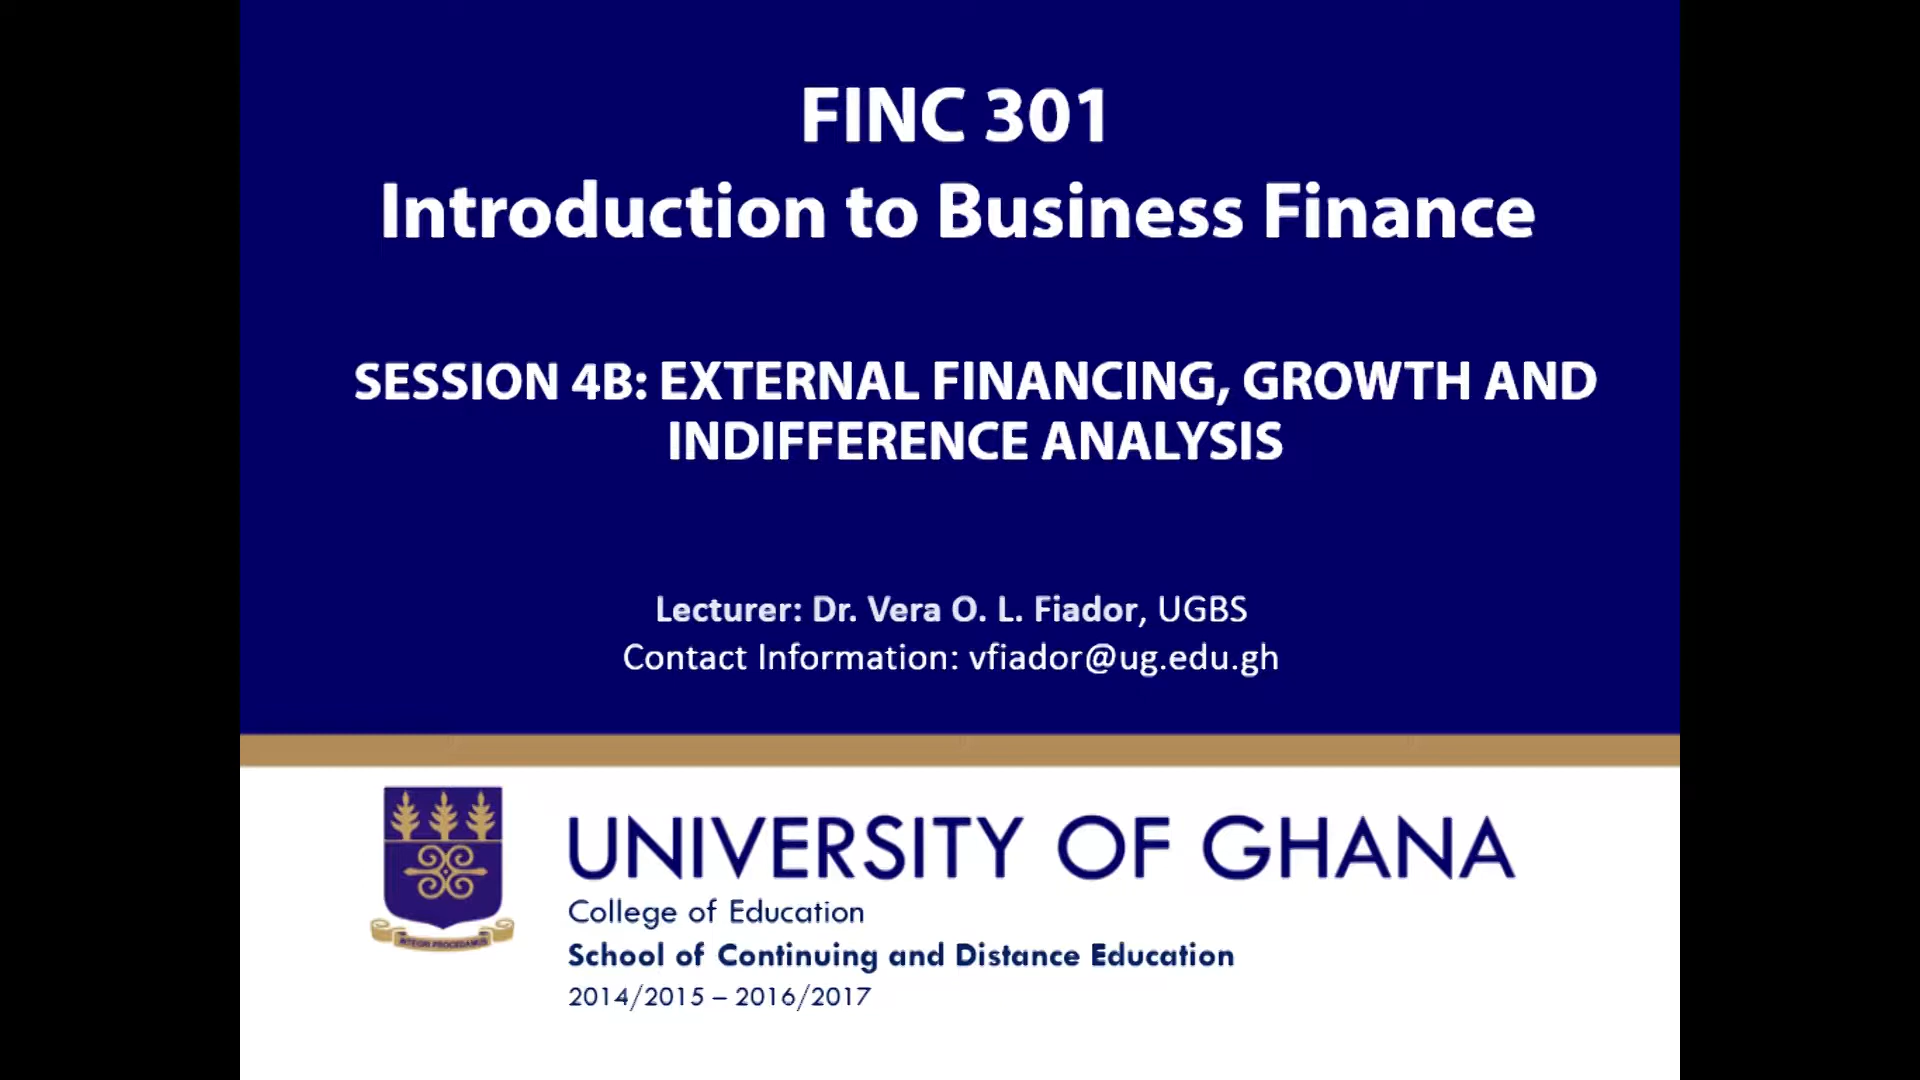 FINC 301
Introduction to Business Finance
SESSION 4B: EXTERNAL FINANCING, GROWTH AND
INDIFFERENCE ANALYSIS
Lecturer: Dr. Vera O. L. Fiador, UGBS
Contact Information: vfiador@ug.edu.gh
INTEGRI PROCEDAMUS
UNIVERSITY OF GHANA
College of Education
School of Continuing and Distance Education
2014/2015 – 2016/2017